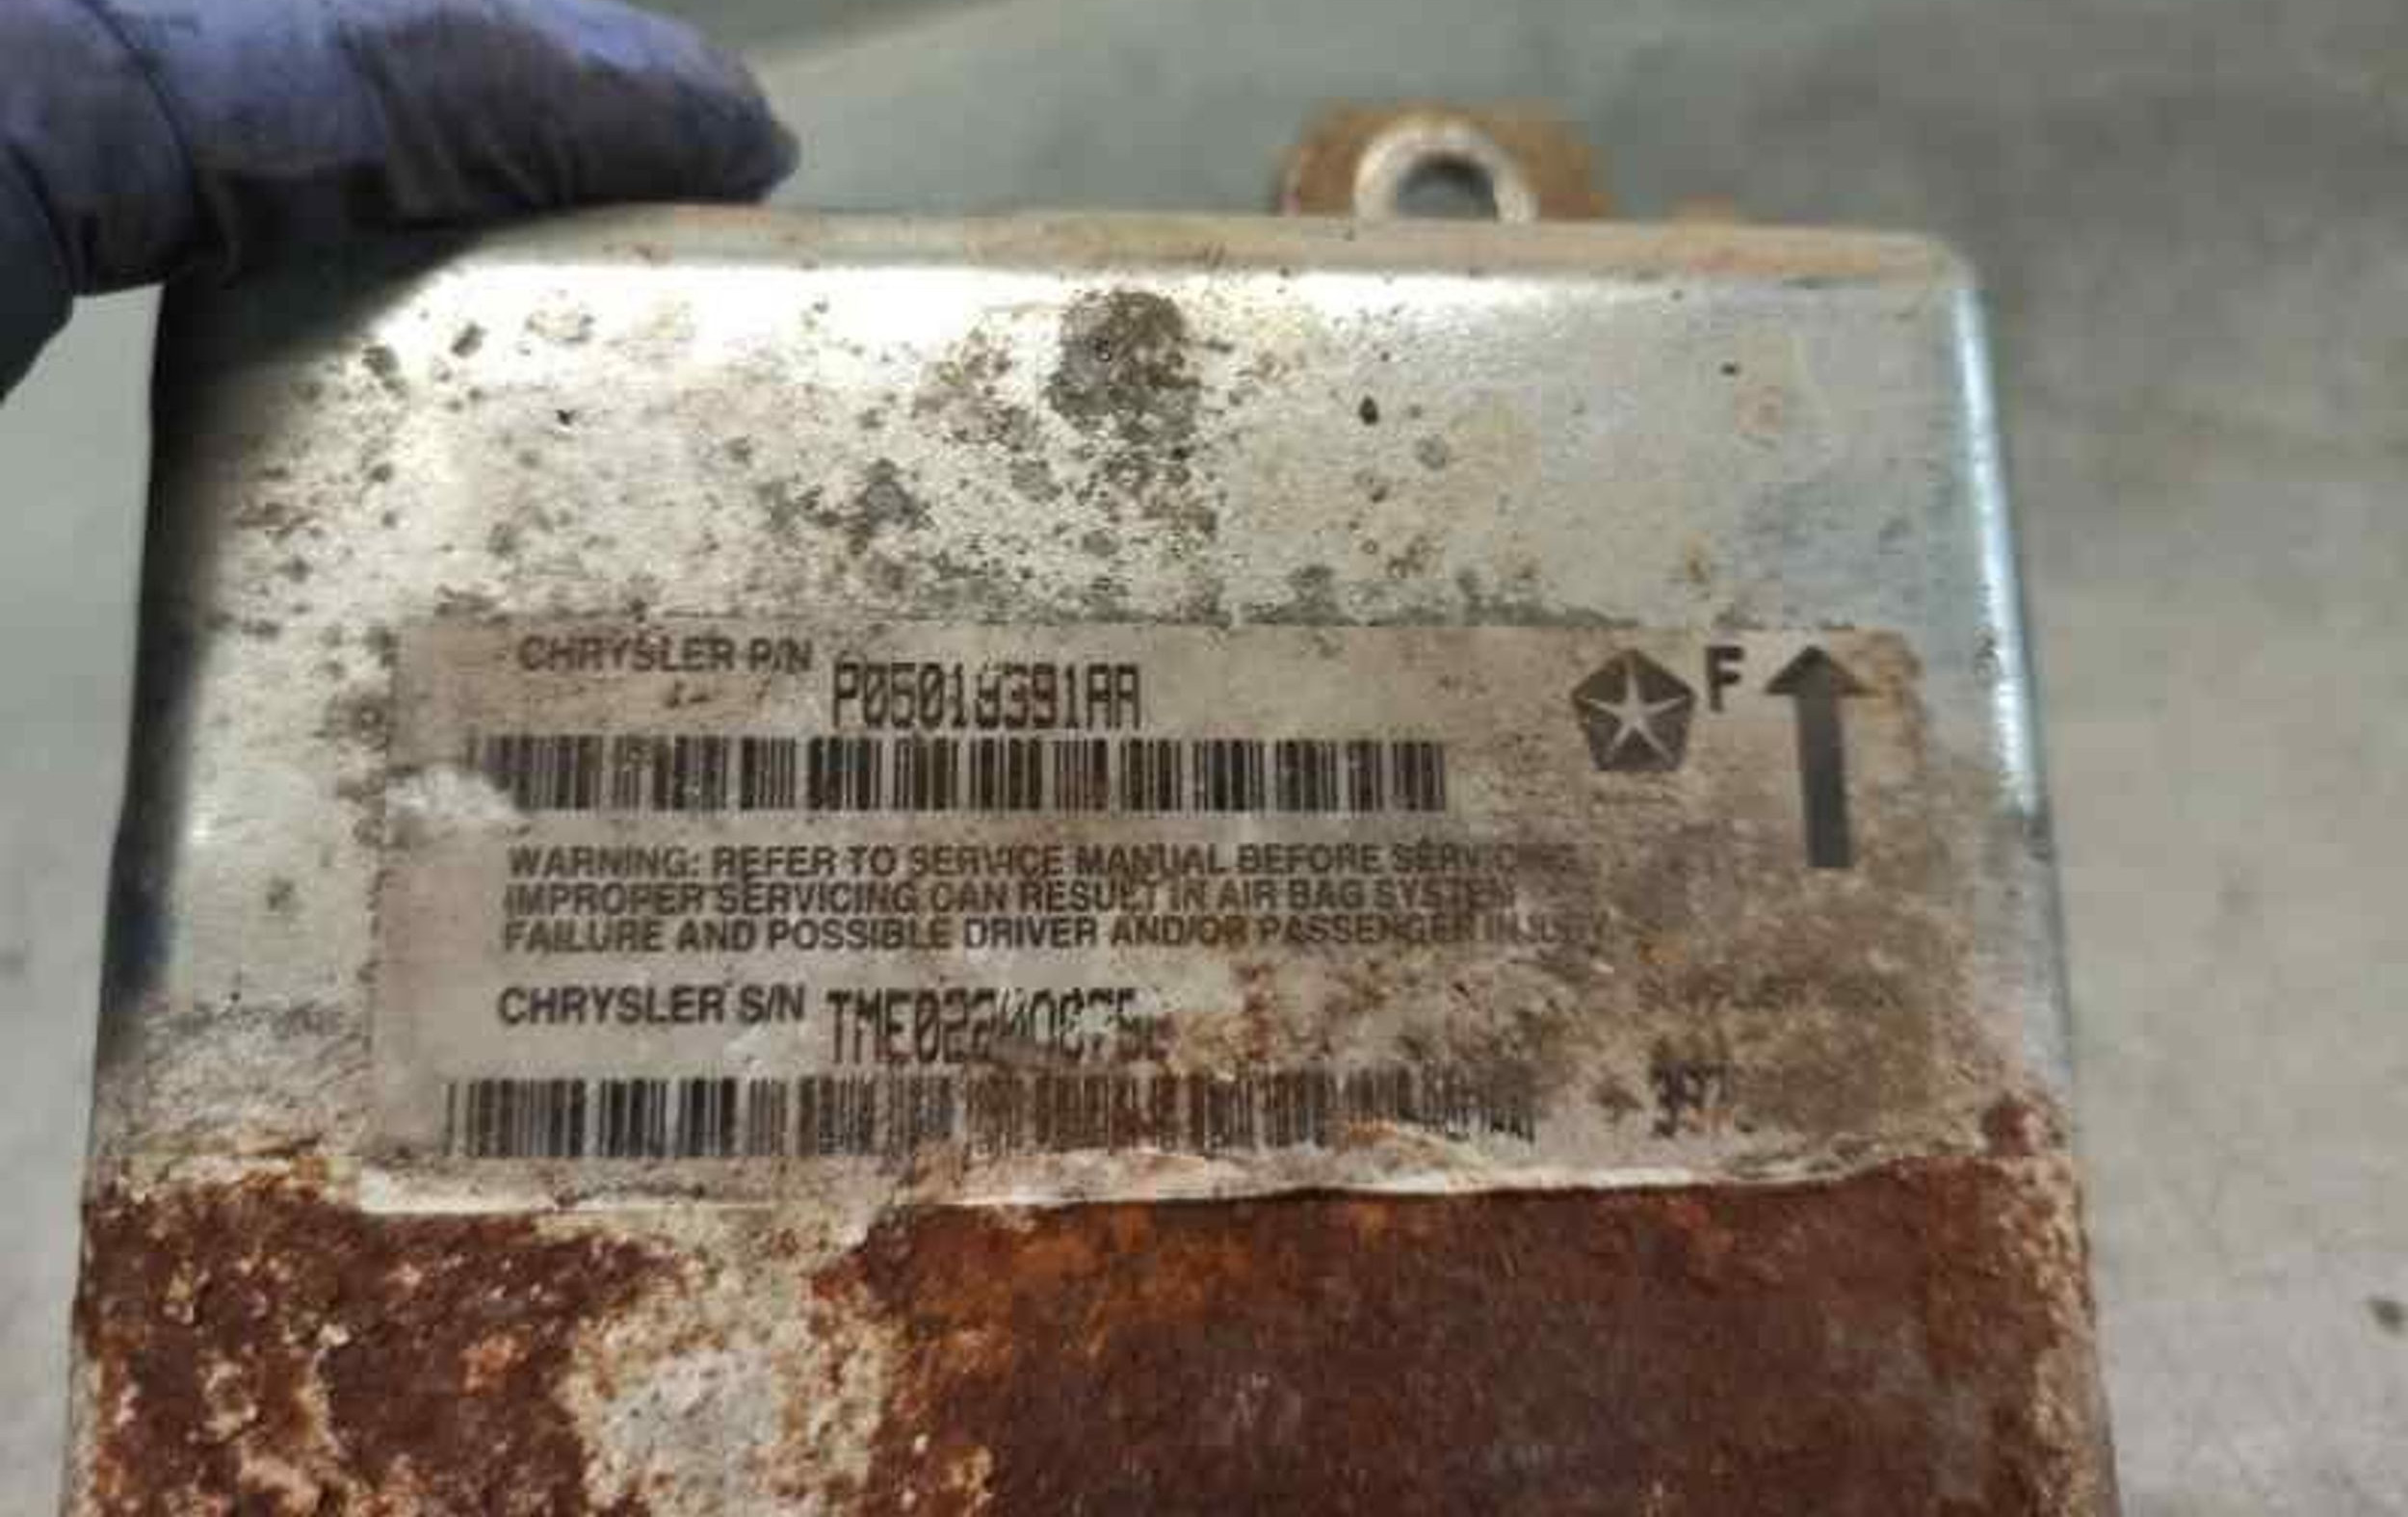 CHRYSLER P/N
F
WARNING: REFER TO SERVICE MANUAL BEFORE SERVICING
IMPROPER SERVICING CAN RESULT IN AIR BAG SYSTEM
FAILURE AND POSSIBLE DRIVER AND/OR PASSENGER INJURY
CHRYSLER S/N